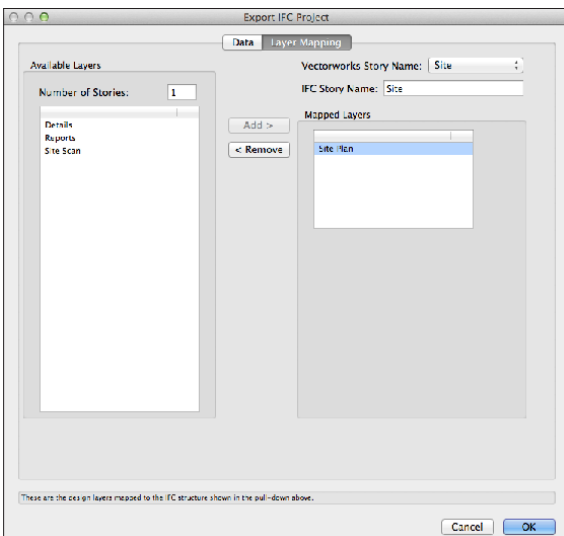 Export IFC Project
Data
Layer Mapping
Available Layers
Number of Stories: 1
Details
Reports
Site Scan
Add >
< Remove
Vectorworks Story Name: Site
IFC Story Name: Site
Mapped Layers
Site Plan
These are the design layers mapped to the IFC structure shown in the pull-down above.
Cancel
OK